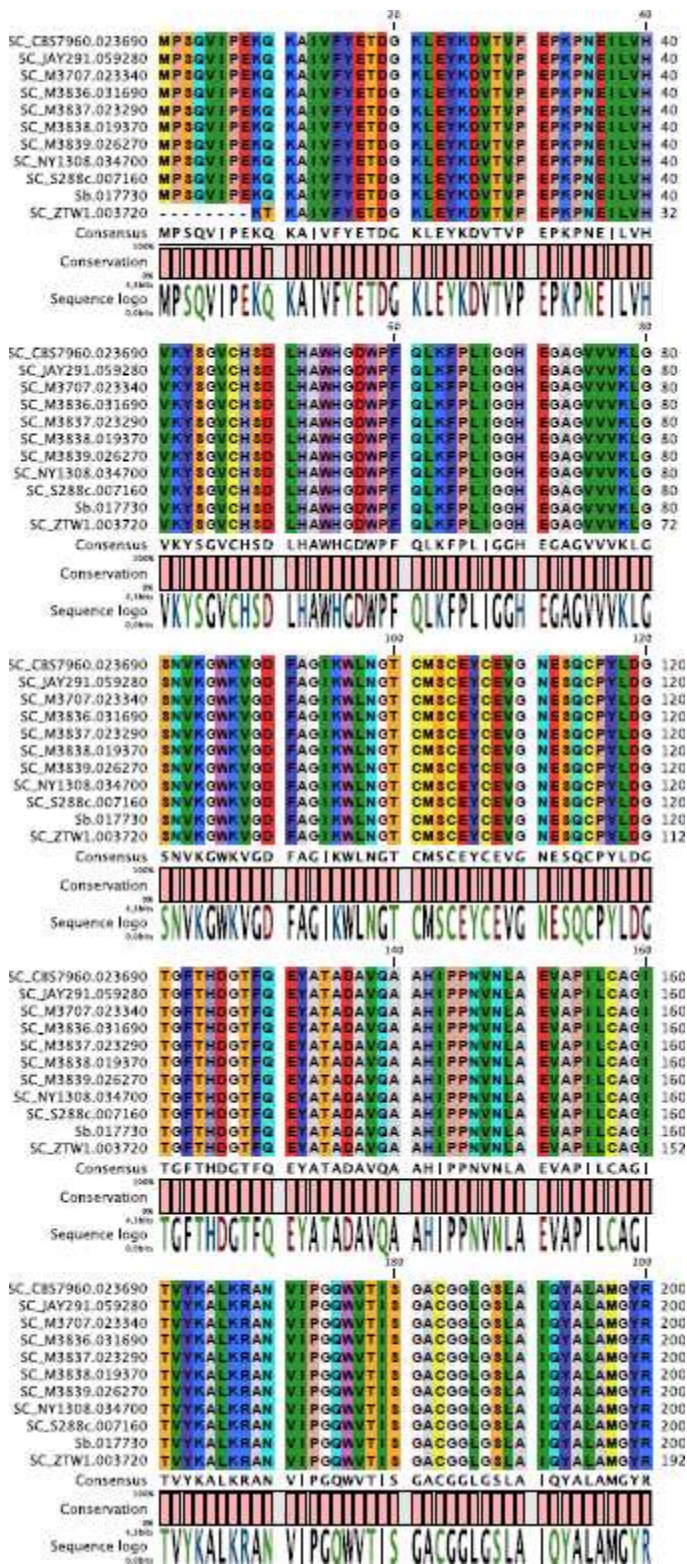 20 40
SC_CBS7960.023690 MPSQVIPEKQ KAIVFYETDG KLEYKDVTVP EPKPNEILVH 40
SC_JAY291.059280 MPSQVIPEKQ KAIVFYETDG KLEYKDVTVP EPKPNEILVH 40
SC_M3707.023340 MPSQVIPEKQ KAIVFYETDG KLEYKDVTVP EPKPNEILVH 40
SC_M3836.031690 MPSQVIPEKQ KAIVFYETDG KLEYKDVTVP EPKPNEILVH 40
SC_M3837.023290 MPSQVIPEKQ KAIVFYETDG KLEYKDVTVP EPKPNEILVH 40
SC_M3838.019370 MPSQVIPEKQ KAIVFYETDG KLEYKDVTVP EPKPNEILVH 40
SC_M3839.026270 MPSQVIPEKQ KAIVFYETDG KLEYKDVTVP EPKPNEILVH 40
SC_NY1308.034700 MPSQVIPEKQ KAIVFYETDG KLEYKDVTVP EPKPNEILVH 40
SC_S288c.007160 MPSQVIPEKQ KAIVFYETDG KLEYKDVTVP EPKPNEILVH 40
Sb.017730 MPSQVIPEKQ KAIVFYETDG KLEYKDVTVP EPKPNEILVH 40
SC_ZTW1.003720 --------KT KAIVFYETDG KLEYKDVTVP EPKPNEILVH 32
Consensus MPSQVIPEKQ KAIVFYETDG KLEYKDVTVP EPKPNEILVH
100%
Conservation
0%
Sequence logo MPSQVIPEKQ KAIVFYETDG KLEYKDVTVP EPKPNEILVH
60 80
SC_CBS7960.023690 VKYSGVCHSD LHAWHGDWPF QLKFPLIGGH EGAGVVVKLG 80
SC_JAY291.059280 VKYSGVCHSD LHAWHGDWPF QLKFPLIGGH EGAGVVVKLG 80
SC_M3707.023340 VKYSGVCHSD LHAWHGDWPF QLKFPLIGGH EGAGVVVKLG 80
SC_M3836.031690 VKYSGVCHSD LHAWHGDWPF QLKFPLIGGH EGAGVVVKLG 80
SC_M3837.023290 VKYSGVCHSD LHAWHGDWPF QLKFPLIGGH EGAGVVVKLG 80
SC_M3838.019370 VKYSGVCHSD LHAWHGDWPF QLKFPLIGGH EGAGVVVKLG 80
SC_M3839.026270 VKYSGVCHSD LHAWHGDWPF QLKFPLIGGH EGAGVVVKLG 80
SC_NY1308.034700 VKYSGVCHSD LHAWHGDWPF QLKFPLIGGH EGAGVVVKLG 80
SC_S288c.007160 VKYSGVCHSD LHAWHGDWPF QLKFPLIGGH EGAGVVVKLG 80
Sb.017730 VKYSGVCHSD LHAWHGDWPF QLKFPLIGGH EGAGVVVKLG 80
SC_ZTW1.003720 VKYSGVCHSD LHAWHGDWPF QLKFPLIGGH EGAGVVVKLG 72
Consensus VKYSGVCHSD LHAWHGDWPF QLKFPLIGGH EGAGVVVKLG
100%
Conservation
0%
Sequence logo VKYSGVCHSD LHAWHGDWPF QLKFPLIGGH EGAGVVVKLG
100 120
SC_CBS7960.023690 SNVKGWKVGD FAGIKWLNGT CMSCEYCEVG NESQCPYLDG 120
SC_JAY291.059280 SNVKGWKVGD FAGIKWLNGT CMSCEYCEVG NESQCPYLDG 120
SC_M3707.023340 SNVKGWKVGD FAGIKWLNGT CMSCEYCEVG NESQCPYLDG 120
SC_M3836.031690 SNVKGWKVGD FAGIKWLNGT CMSCEYCEVG NESQCPYLDG 120
SC_M3837.023290 SNVKGWKVGD FAGIKWLNGT CMSCEYCEVG NESQCPYLDG 120
SC_M3838.019370 SNVKGWKVGD FAGIKWLNGT CMSCEYCEVG NESQCPYLDG 120
SC_M3839.026270 SNVKGWKVGD FAGIKWLNGT CMSCEYCEVG NESQCPYLDG 120
SC_NY1308.034700 SNVKGWKVGD FAGIKWLNGT CMSCEYCEVG NESQCPYLDG 120
SC_S288c.007160 SNVKGWKVGD FAGIKWLNGT CMSCEYCEVG NESQCPYLDG 120
Sb.017730 SNVKGWKVGD FAGIKWLNGT CMSCEYCEVG NESQCPYLDG 120
SC_ZTW1.003720 SNVKGWKVGD FAGIKWLNGT CMSCEYCEVG NESQCPYLDG 112
Consensus SNVKGWKVGD FAGIKWLNGT CMSCEYCEVG NESQCPYLDG
100%
Conservation
0%
Sequence logo SNVKGWKVGD FAGIKWLNGT CMSCEYCEVG NESQCPYLDG
140 160
SC_CBS7960.023690 TGFTHDGTFQ EYATADAVQA AHIPPNVNLA EVAPILCAGI 160
SC_JAY291.059280 TGFTHDGTFQ EYATADAVQA AHIPPNVNLA EVAPILCAGI 160
SC_M3707.023340 TGFTHDGTFQ EYATADAVQA AHIPPNVNLA EVAPILCAGI 160
SC_M3836.031690 TGFTHDGTFQ EYATADAVQA AHIPPNVNLA EVAPILCAGI 160
SC_M3837.023290 TGFTHDGTFQ EYATADAVQA AHIPPNVNLA EVAPILCAGI 160
SC_M3838.019370 TGFTHDGTFQ EYATADAVQA AHIPPNVNLA EVAPILCAGI 160
SC_M3839.026270 TGFTHDGTFQ EYATADAVQA AHIPPNVNLA EVAPILCAGI 160
SC_NY1308.034700 TGFTHDGTFQ EYATADAVQA AHIPPNVNLA EVAPILCAGI 160
SC_S288c.007160 TGFTHDGTFQ EYATADAVQA AHIPPNVNLA EVAPILCAGI 160
Sb.017730 TGFTHDGTFQ EYATADAVQA AHIPPNVNLA EVAPILCAGI 160
SC_ZTW1.003720 TGFTHDGTFQ EYATADAVQA AHIPPNVNLA EVAPILCAGI 152
Consensus TGFTHDGTFQ EYATADAVQA AHIPPNVNLA EVAPILCAGI
100%
Conservation
0%
Sequence logo TGFTHDGTFQ EYATADAVQA AHIPPNVNLA EVAPILCAGI
180 200
SC_CBS7960.023690 TVYKALKRAN VIPGQWVTIS GACGGLGSLA IQYALAMGYR 200
SC_JAY291.059280 TVYKALKRAN VIPGQWVTIS GACGGLGSLA IQYALAMGYR 200
SC_M3707.023340 TVYKALKRAN VIPGQWVTIS GACGGLGSLA IQYALAMGYR 200
SC_M3836.031690 TVYKALKRAN VIPGQWVTIS GACGGLGSLA IQYALAMGYR 200
SC_M3837.023290 TVYKALKRAN VIPGQWVTIS GACGGLGSLA IQYALAMGYR 200
SC_M3838.019370 TVYKALKRAN VIPGQWVTIS GACGGLGSLA IQYALAMGYR 200
SC_M3839.026270 TVYKALKRAN VIPGQWVTIS GACGGLGSLA IQYALAMGYR 200
SC_NY1308.034700 TVYKALKRAN VIPGQWVTIS GACGGLGSLA IQYALAMGYR 200
SC_S288c.007160 TVYKALKRAN VIPGQWVTIS GACGGLGSLA IQYALAMGYR 200
Sb.017730 TVYKALKRAN VIPGQWVTIS GACGGLGSLA IQYALAMGYR 200
SC_ZTW1.003720 TVYKALKRAN VIPGQWVTIS GACGGLGSLA IQYALAMGYR 192
Consensus TVYKALKRAN VIPGQWVTIS GACGGLGSLA IQYALAMGYR
100%
Conservation
0%
Sequence logo TVYKALKRAN VIPGQWVTIS GACGGLGSLA IQYALAMGYR